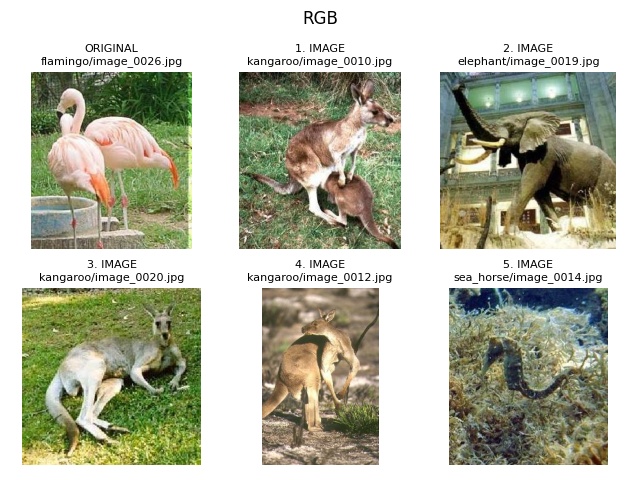 RGB
ORIGINAL
flamingo/image_0026.jpg
1. IMAGE
kangaroo/image_0010.jpg
2. IMAGE
elephant/image_0019.jpg
3. IMAGE
kangaroo/image_0020.jpg
4. IMAGE
kangaroo/image_0012.jpg
5. IMAGE
sea_horse/image_0014.jpg